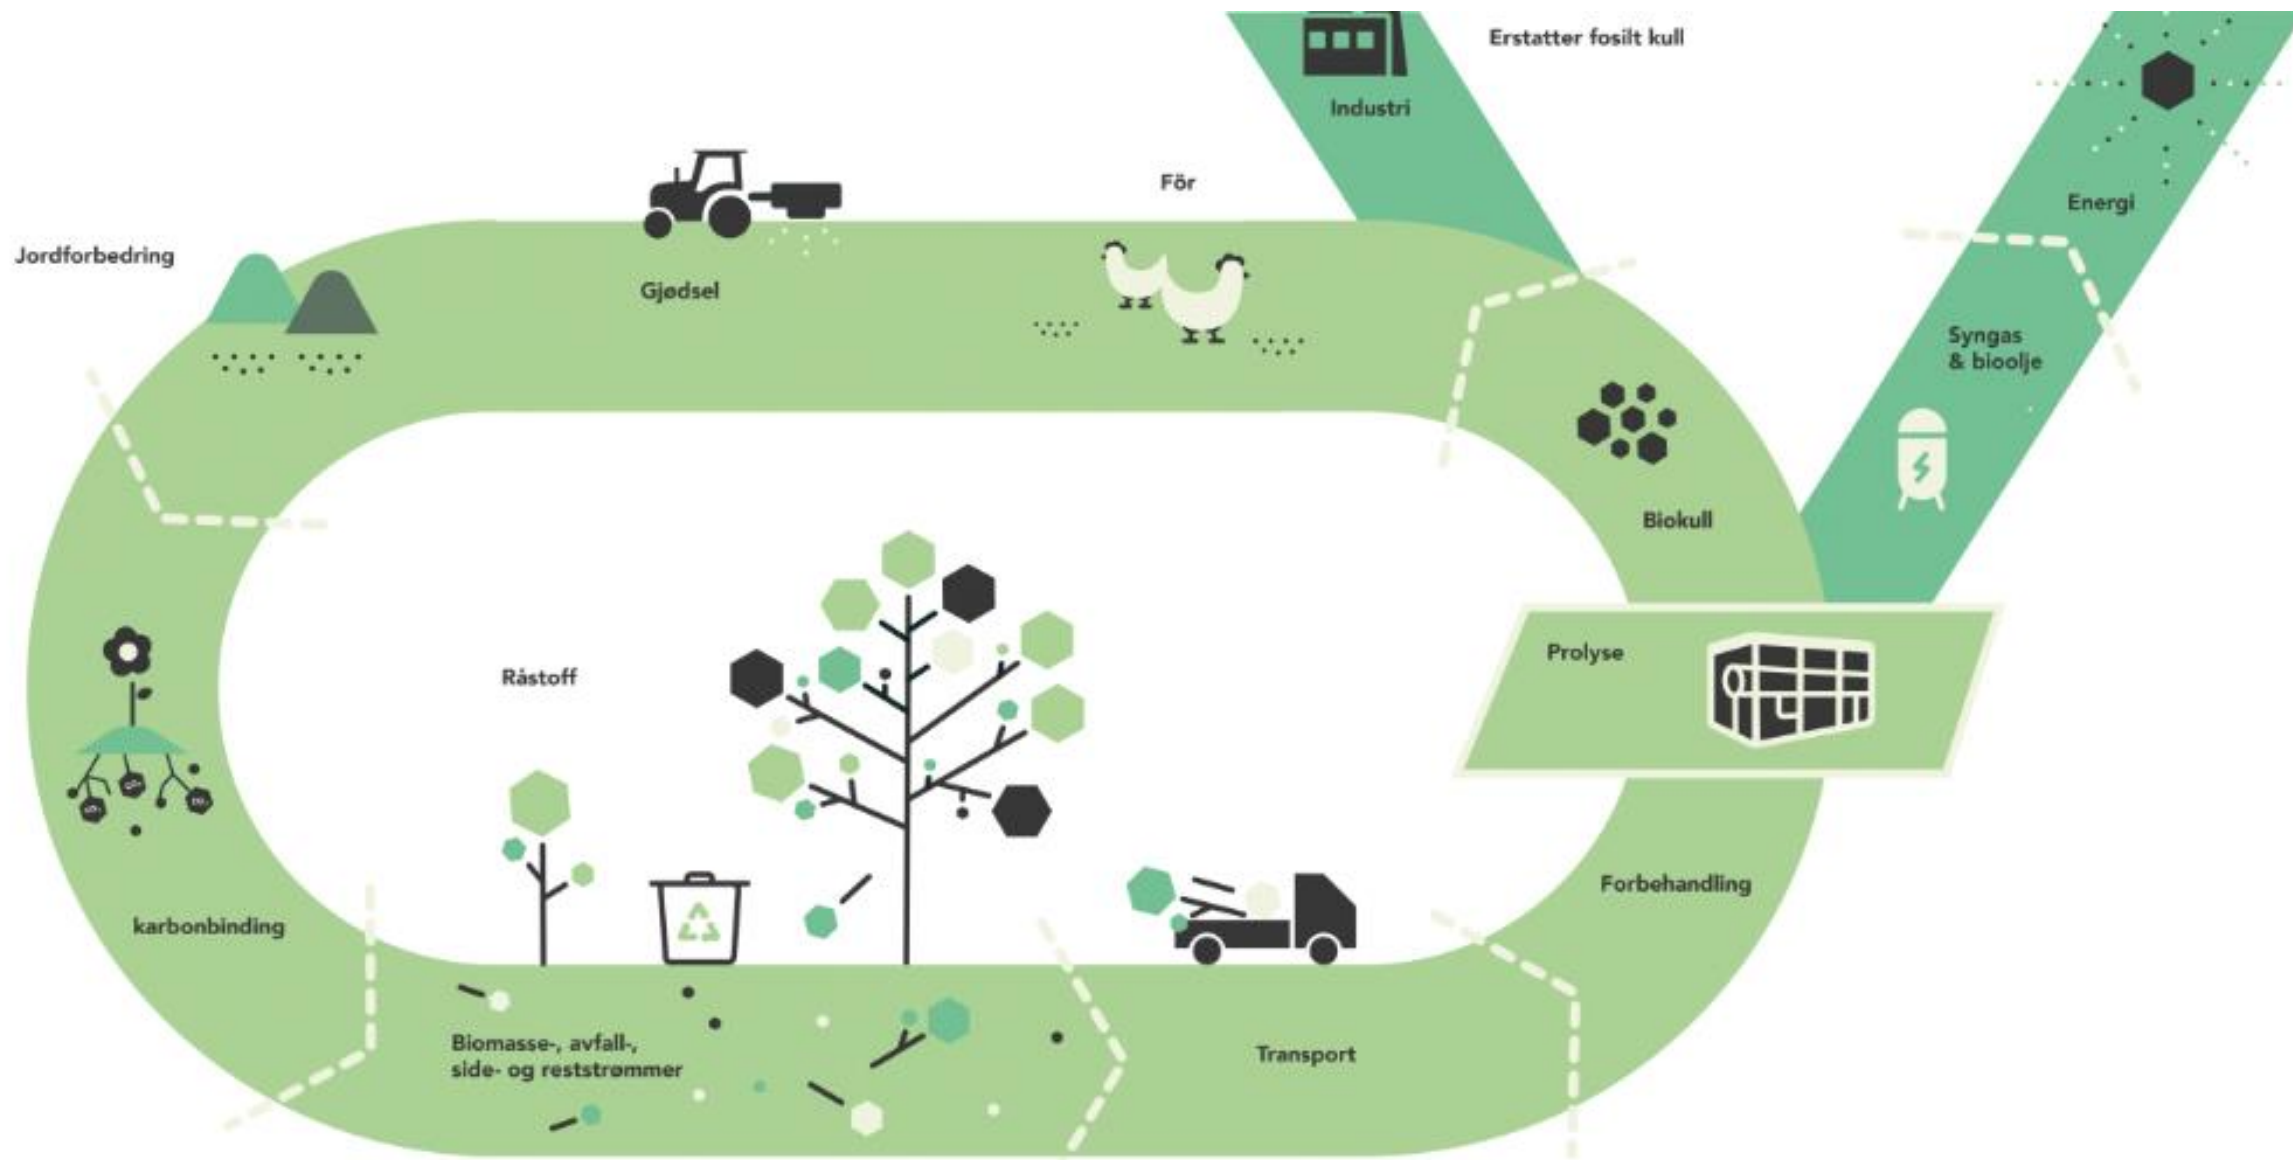 Erstatter fosilt kull
Industri
För
Energi
Jordforbedring
Gjødsel
Syngas
& bioolje
Biokull
Prolyse
Råstoff
Forbehandling
karbonbinding
Biomasse-, avfall-,
side- og reststrømmer
Transport